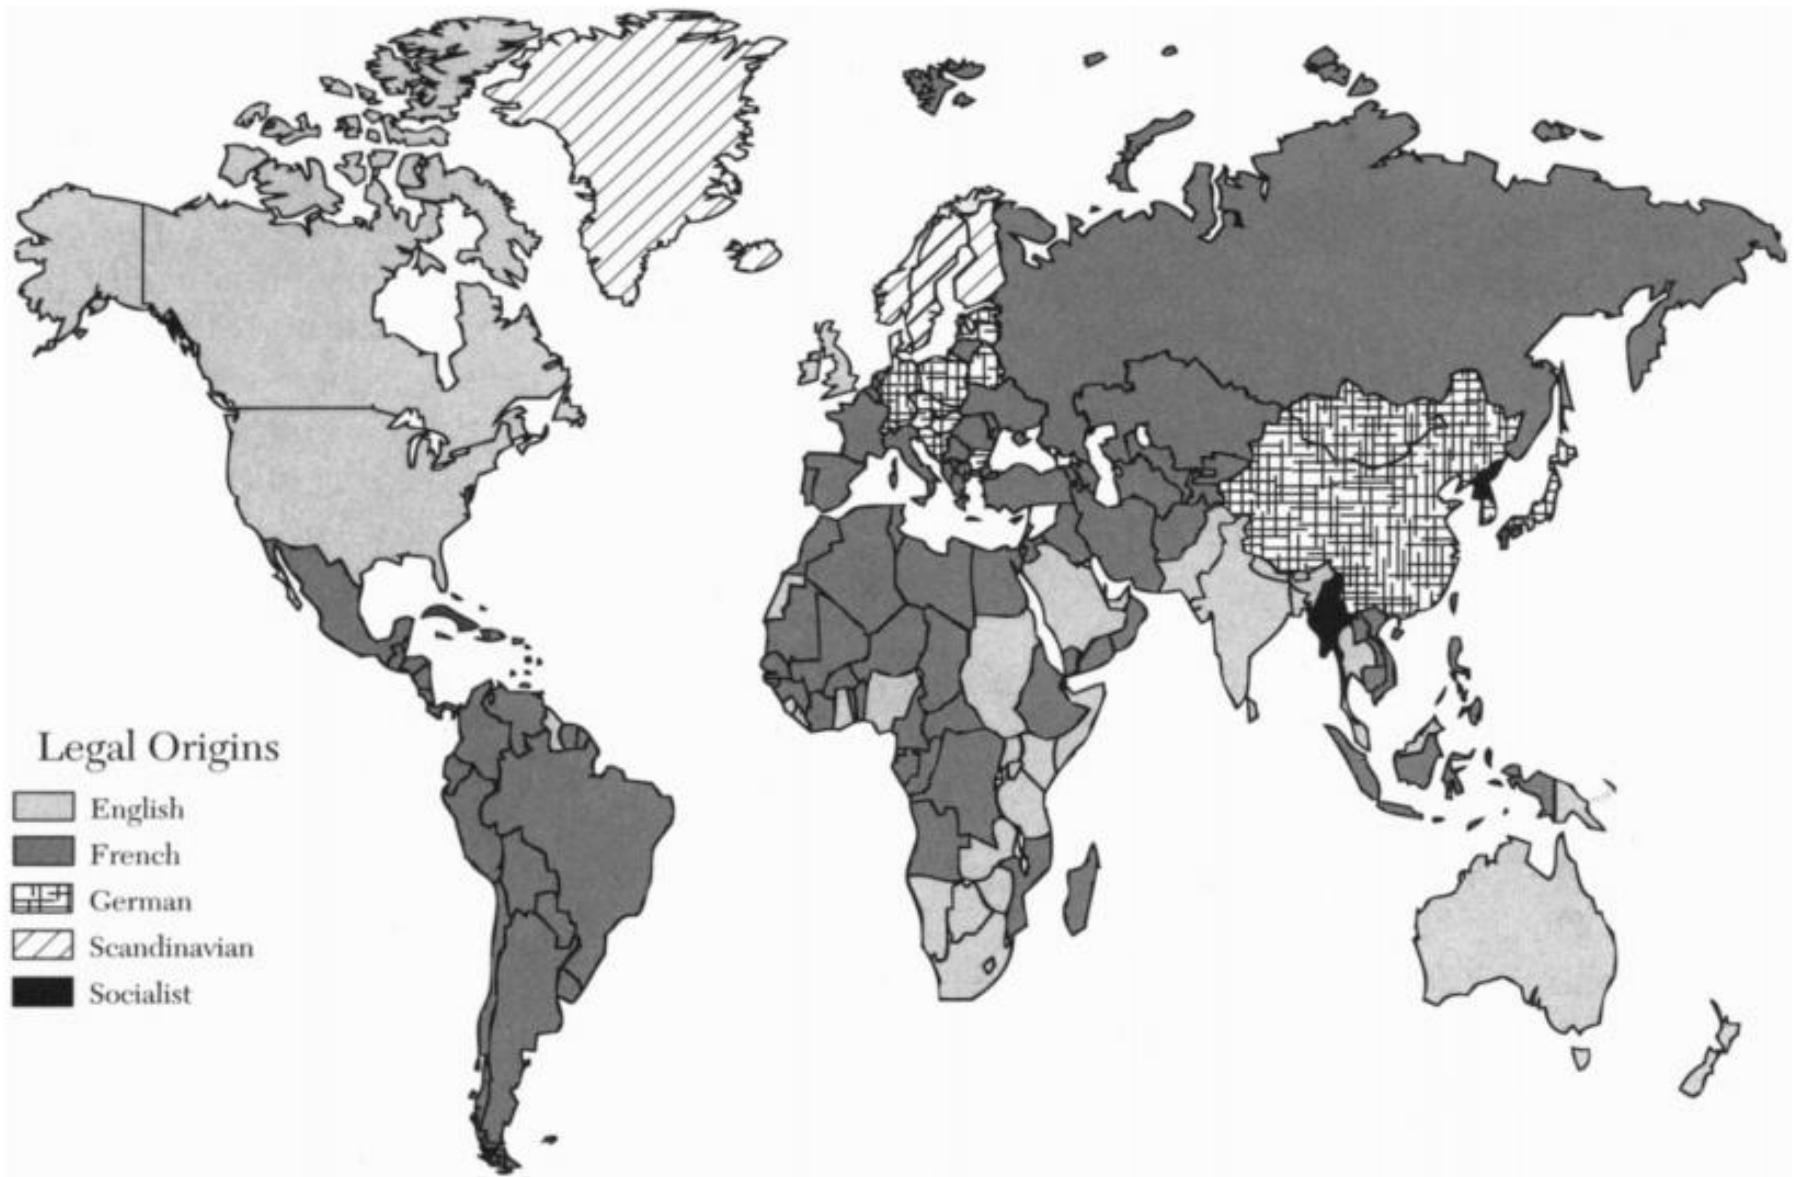 Legal Origins
English
French
German
Scandinavian
Socialist